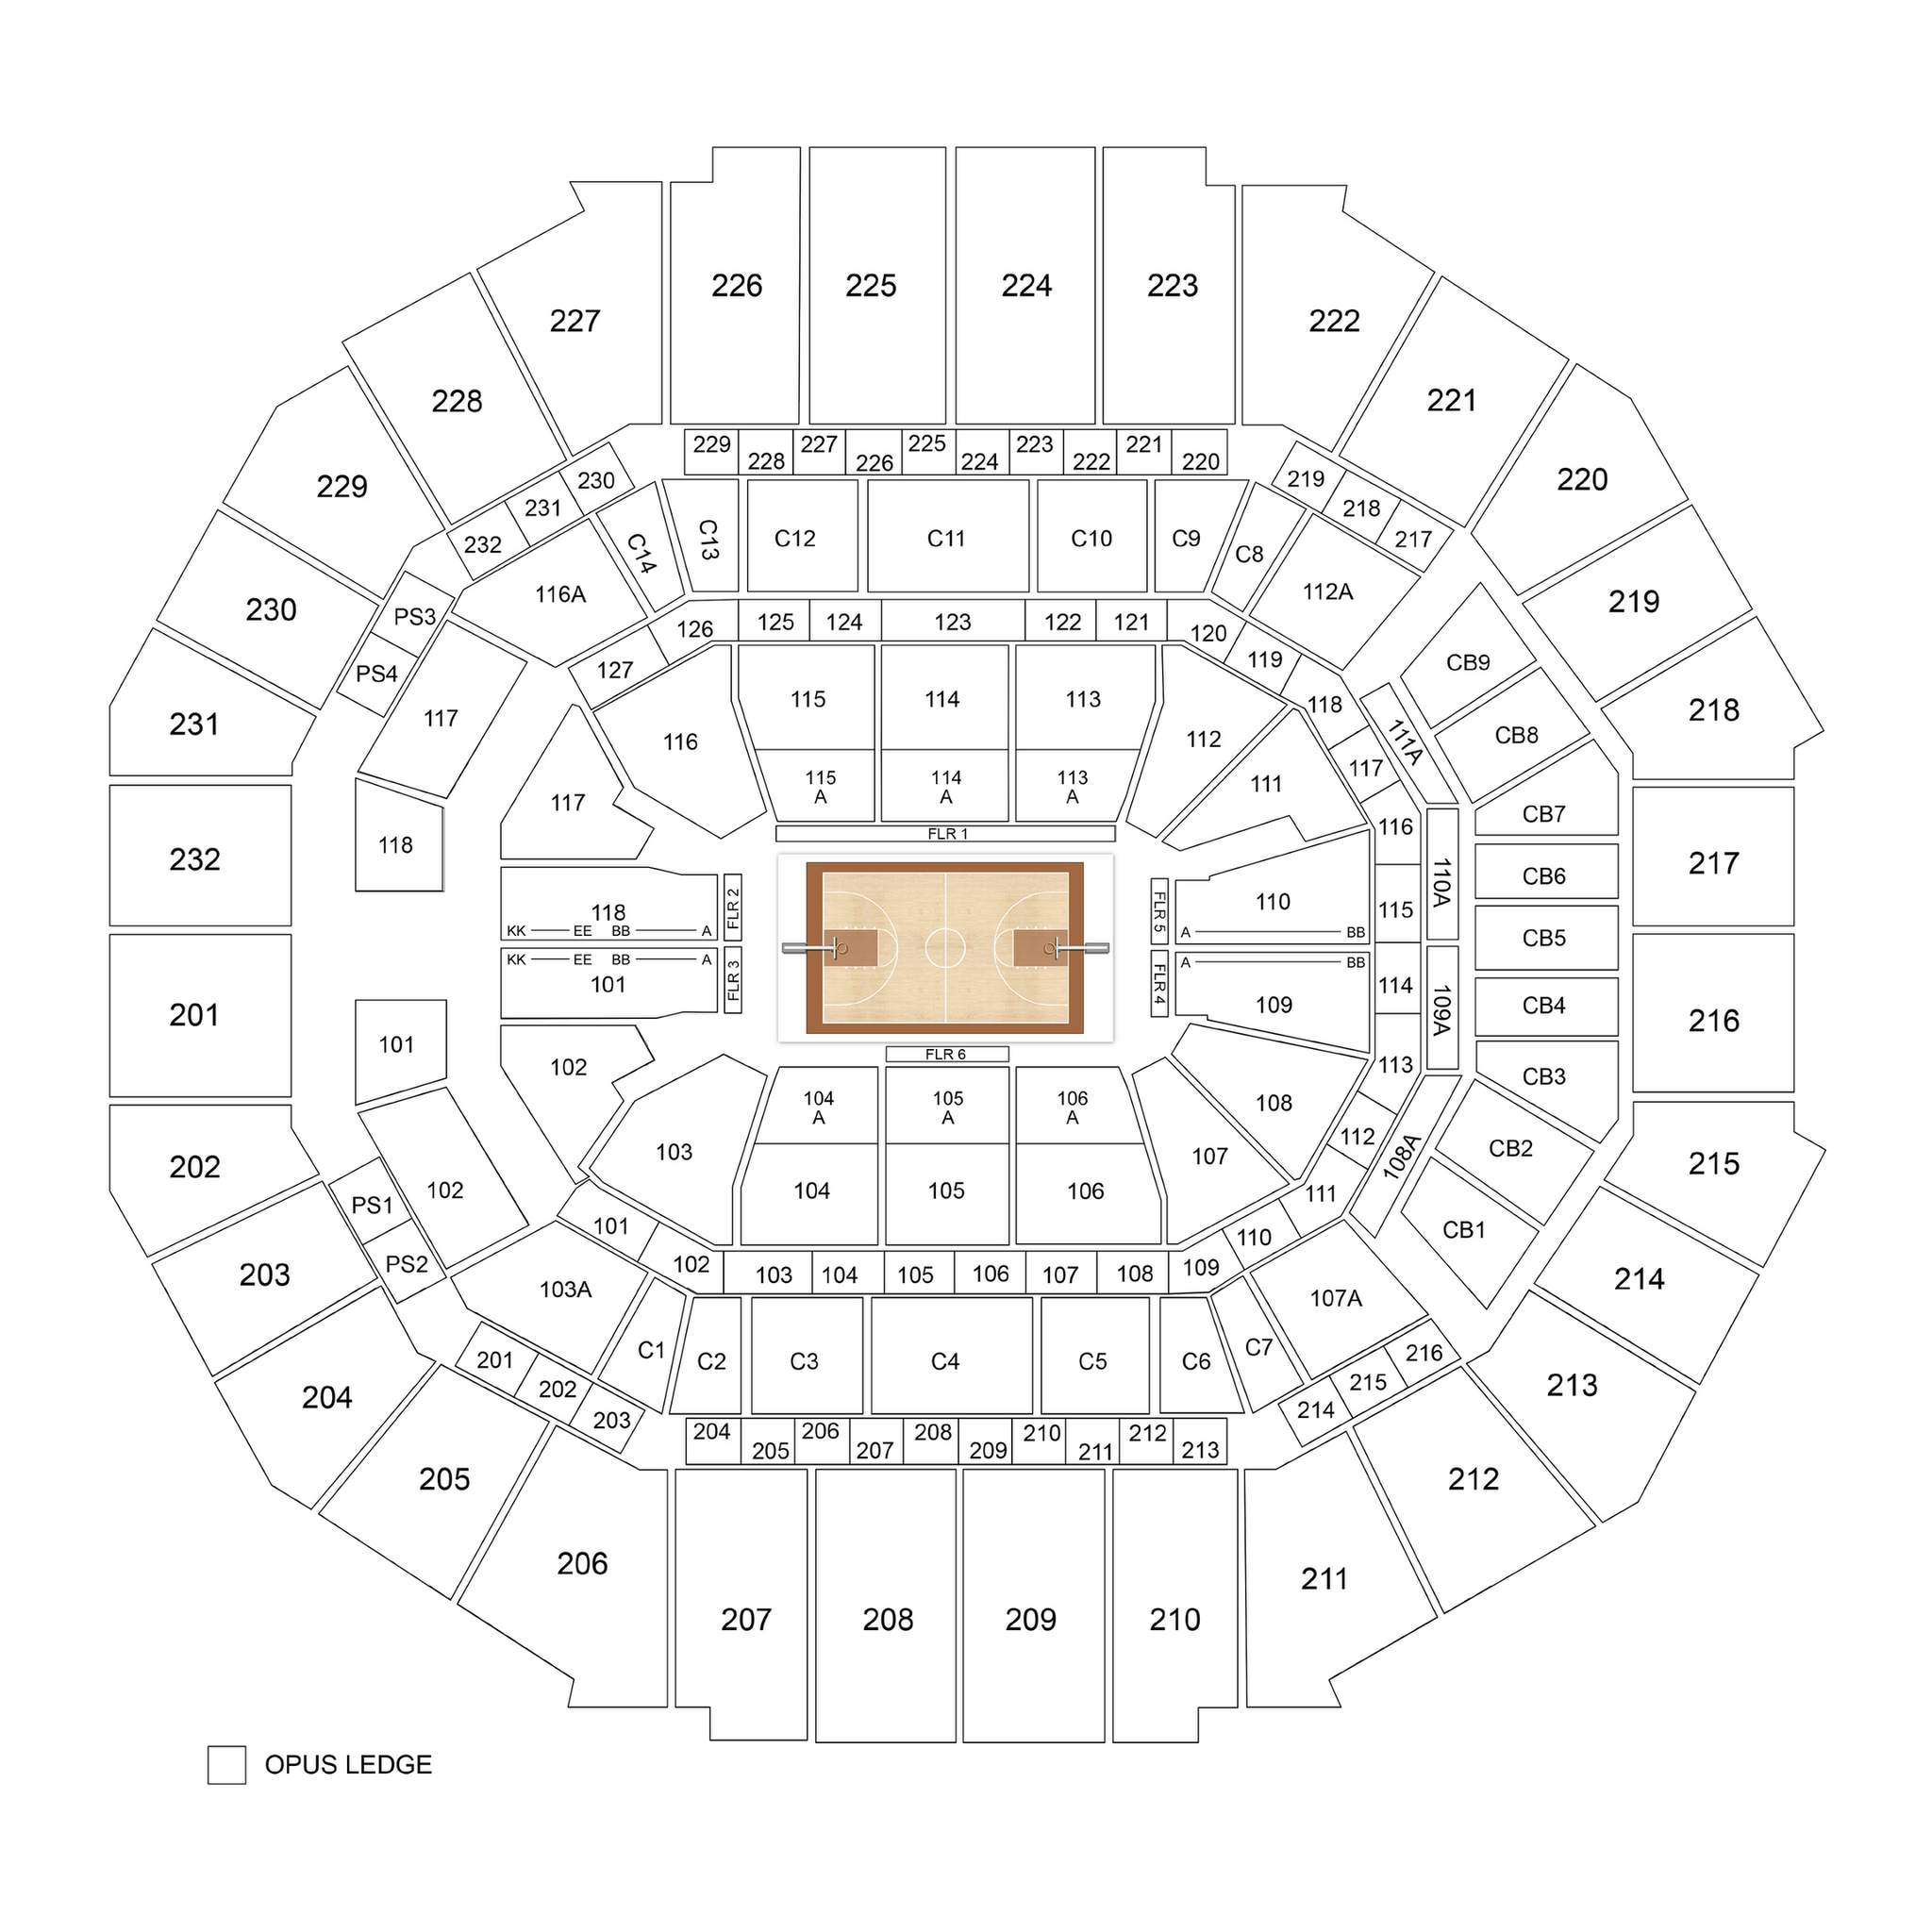 226
225
224
223
227
222
228
221
229
220
230
219
231
218
232
217
201
216
202
215
203
214
204
213
205
212
206
211
207
208
209
210
229
228
227
226
225
224
223
222
221
220
230
231
232
219
218
217
C14
C13
C12
C11
C10
C9
C8
116A
112A
PS3
PS4
117
118
127
126
125
124
123
122
121
120
119
118
117
116
115
114
113
112
111
111A
110A
109A
108A
CB9
CB8
CB7
CB6
CB5
CB4
CB3
CB2
CB1
116
115
114
113
112
115
A
114
A
113
A
111
117
FLR 1
118
KK EE BB A
FLR 2
FLR 5
110
A BB
KK EE BB A
101
FLR 3
FLR 4
A BB
109
FLR 6
101
102
102
103
104
A
105
A
106
A
104
105
106
107
108
PS1
PS2
101
102
103
104
105
106
107
108
109
110
103A
C1
C2
C3
C4
C5
C6
C7
107A
201
202
203
204
205
206
207
208
209
210
211
212
213
214
215
216
OPUS LEDGE